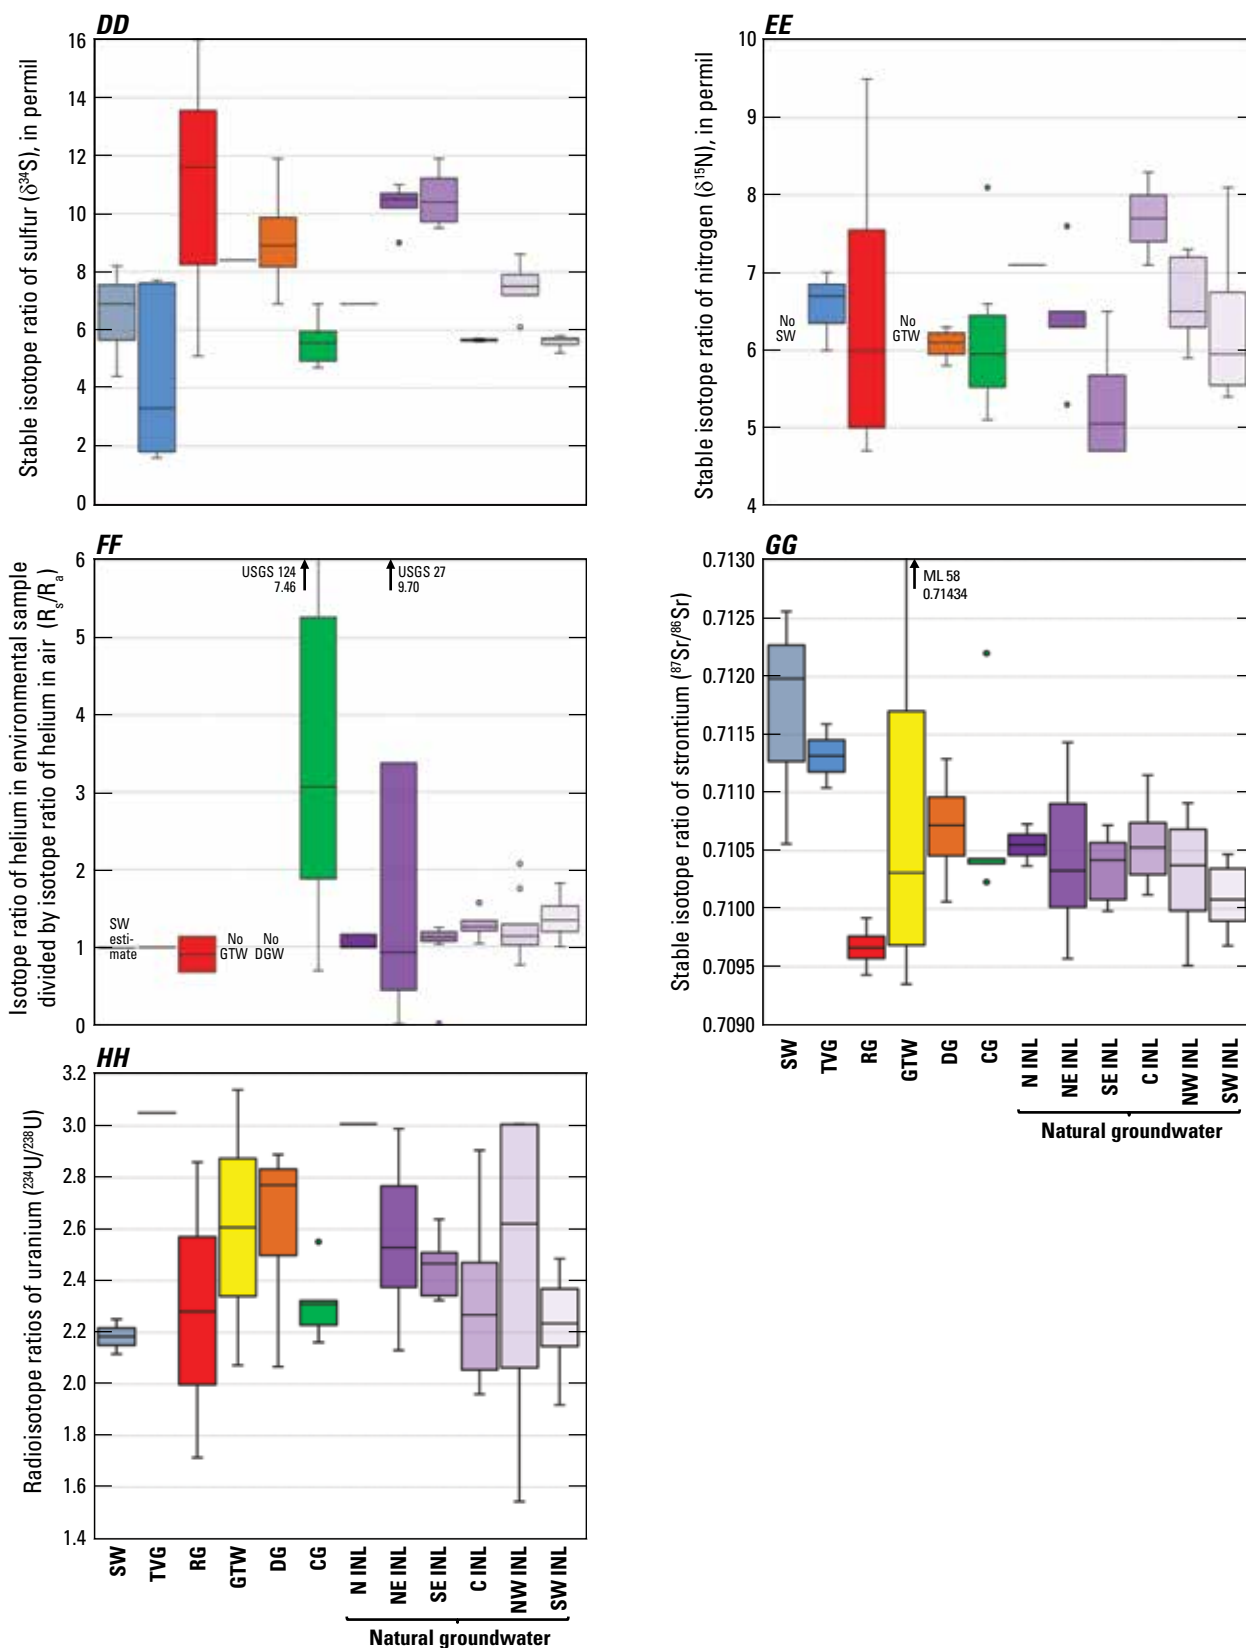 DD
Stable isotope ratio of sulfur (δ³⁴S), in permil
16
14
12
10
8
6
4
2
0
EE
Stable isotope ratio of nitrogen (δ¹⁵N), in permil
10
9
8
7
6
5
4
No
SW
No
GTW
FF
Isotope ratio of helium in environmental sample
divided by isotope ratio of helium in air (Rₛ/Rₐ)
6
5
4
3
2
1
0
USGS 124
7.46
USGS 27
9.70
SW
esti-
mate
No
GTW
No
DGW
GG
Stable isotope ratio of strontium (⁸⁷Sr/⁸⁶Sr)
0.7130
0.7125
0.7120
0.7115
0.7110
0.7105
0.7100
0.7095
0.7090
ML 58
0.71434
SW
TVG
RG
GTW
DG
CG
N INL
NE INL
SE INL
C INL
NW INL
SW INL
Natural groundwater
HH
Radioisotope ratios of uranium (²³⁴U/²³⁸U)
3.2
3.0
2.8
2.6
2.4
2.2
2.0
1.8
1.6
1.4
SW
TVG
RG
GTW
DG
CG
N INL
NE INL
SE INL
C INL
NW INL
SW INL
Natural groundwater